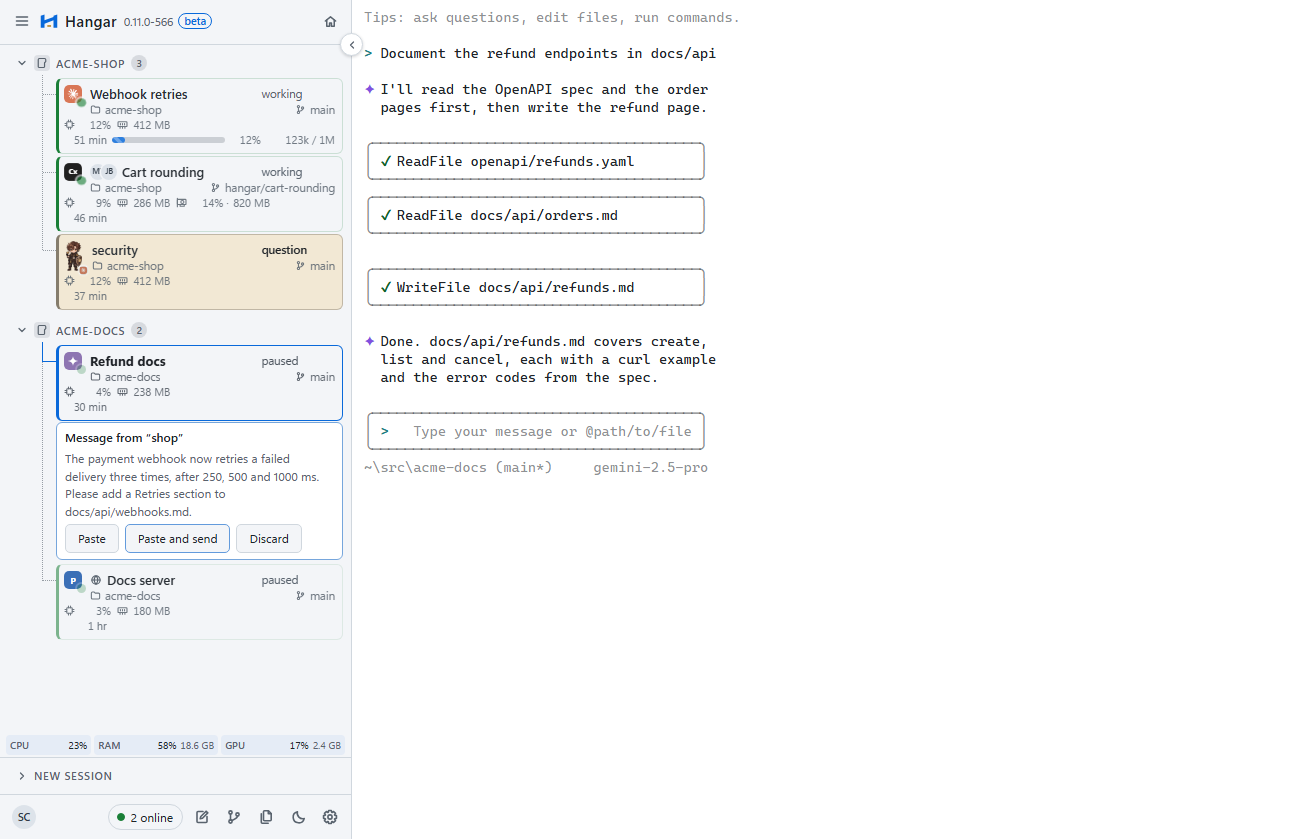 Hangar 0.11.0-566 beta
ACME-SHOP 3
Webhook retries working
acme-shop main
12% 412 MB
51 min 12% 123k / 1M
Cx M JB Cart rounding working
acme-shop hangar/cart-rounding
9% 286 MB 14% · 820 MB
46 min
security question
acme-shop main
12% 412 MB
37 min
ACME-DOCS 2
Refund docs paused
acme-docs main
4% 238 MB
30 min
Message from “shop”
The payment webhook now retries a failed
delivery three times, after 250, 500 and 1000 ms.
Please add a Retries section to
docs/api/webhooks.md.
Paste Paste and send Discard
P Docs server paused
acme-docs main
3% 180 MB
1 hr
CPU 23% RAM 58% 18.6 GB GPU 17% 2.4 GB
NEW SESSION
SC 2 online
Tips: ask questions, edit files, run commands.
> Document the refund endpoints in docs/api
✦ I'll read the OpenAPI spec and the order
pages first, then write the refund page.
✓ ReadFile openapi/refunds.yaml
✓ ReadFile docs/api/orders.md
✓ WriteFile docs/api/refunds.md
✦ Done. docs/api/refunds.md covers create,
list and cancel, each with a curl example
and the error codes from the spec.
> Type your message or @path/to/file
~\src\acme-docs (main*) gemini-2.5-pro